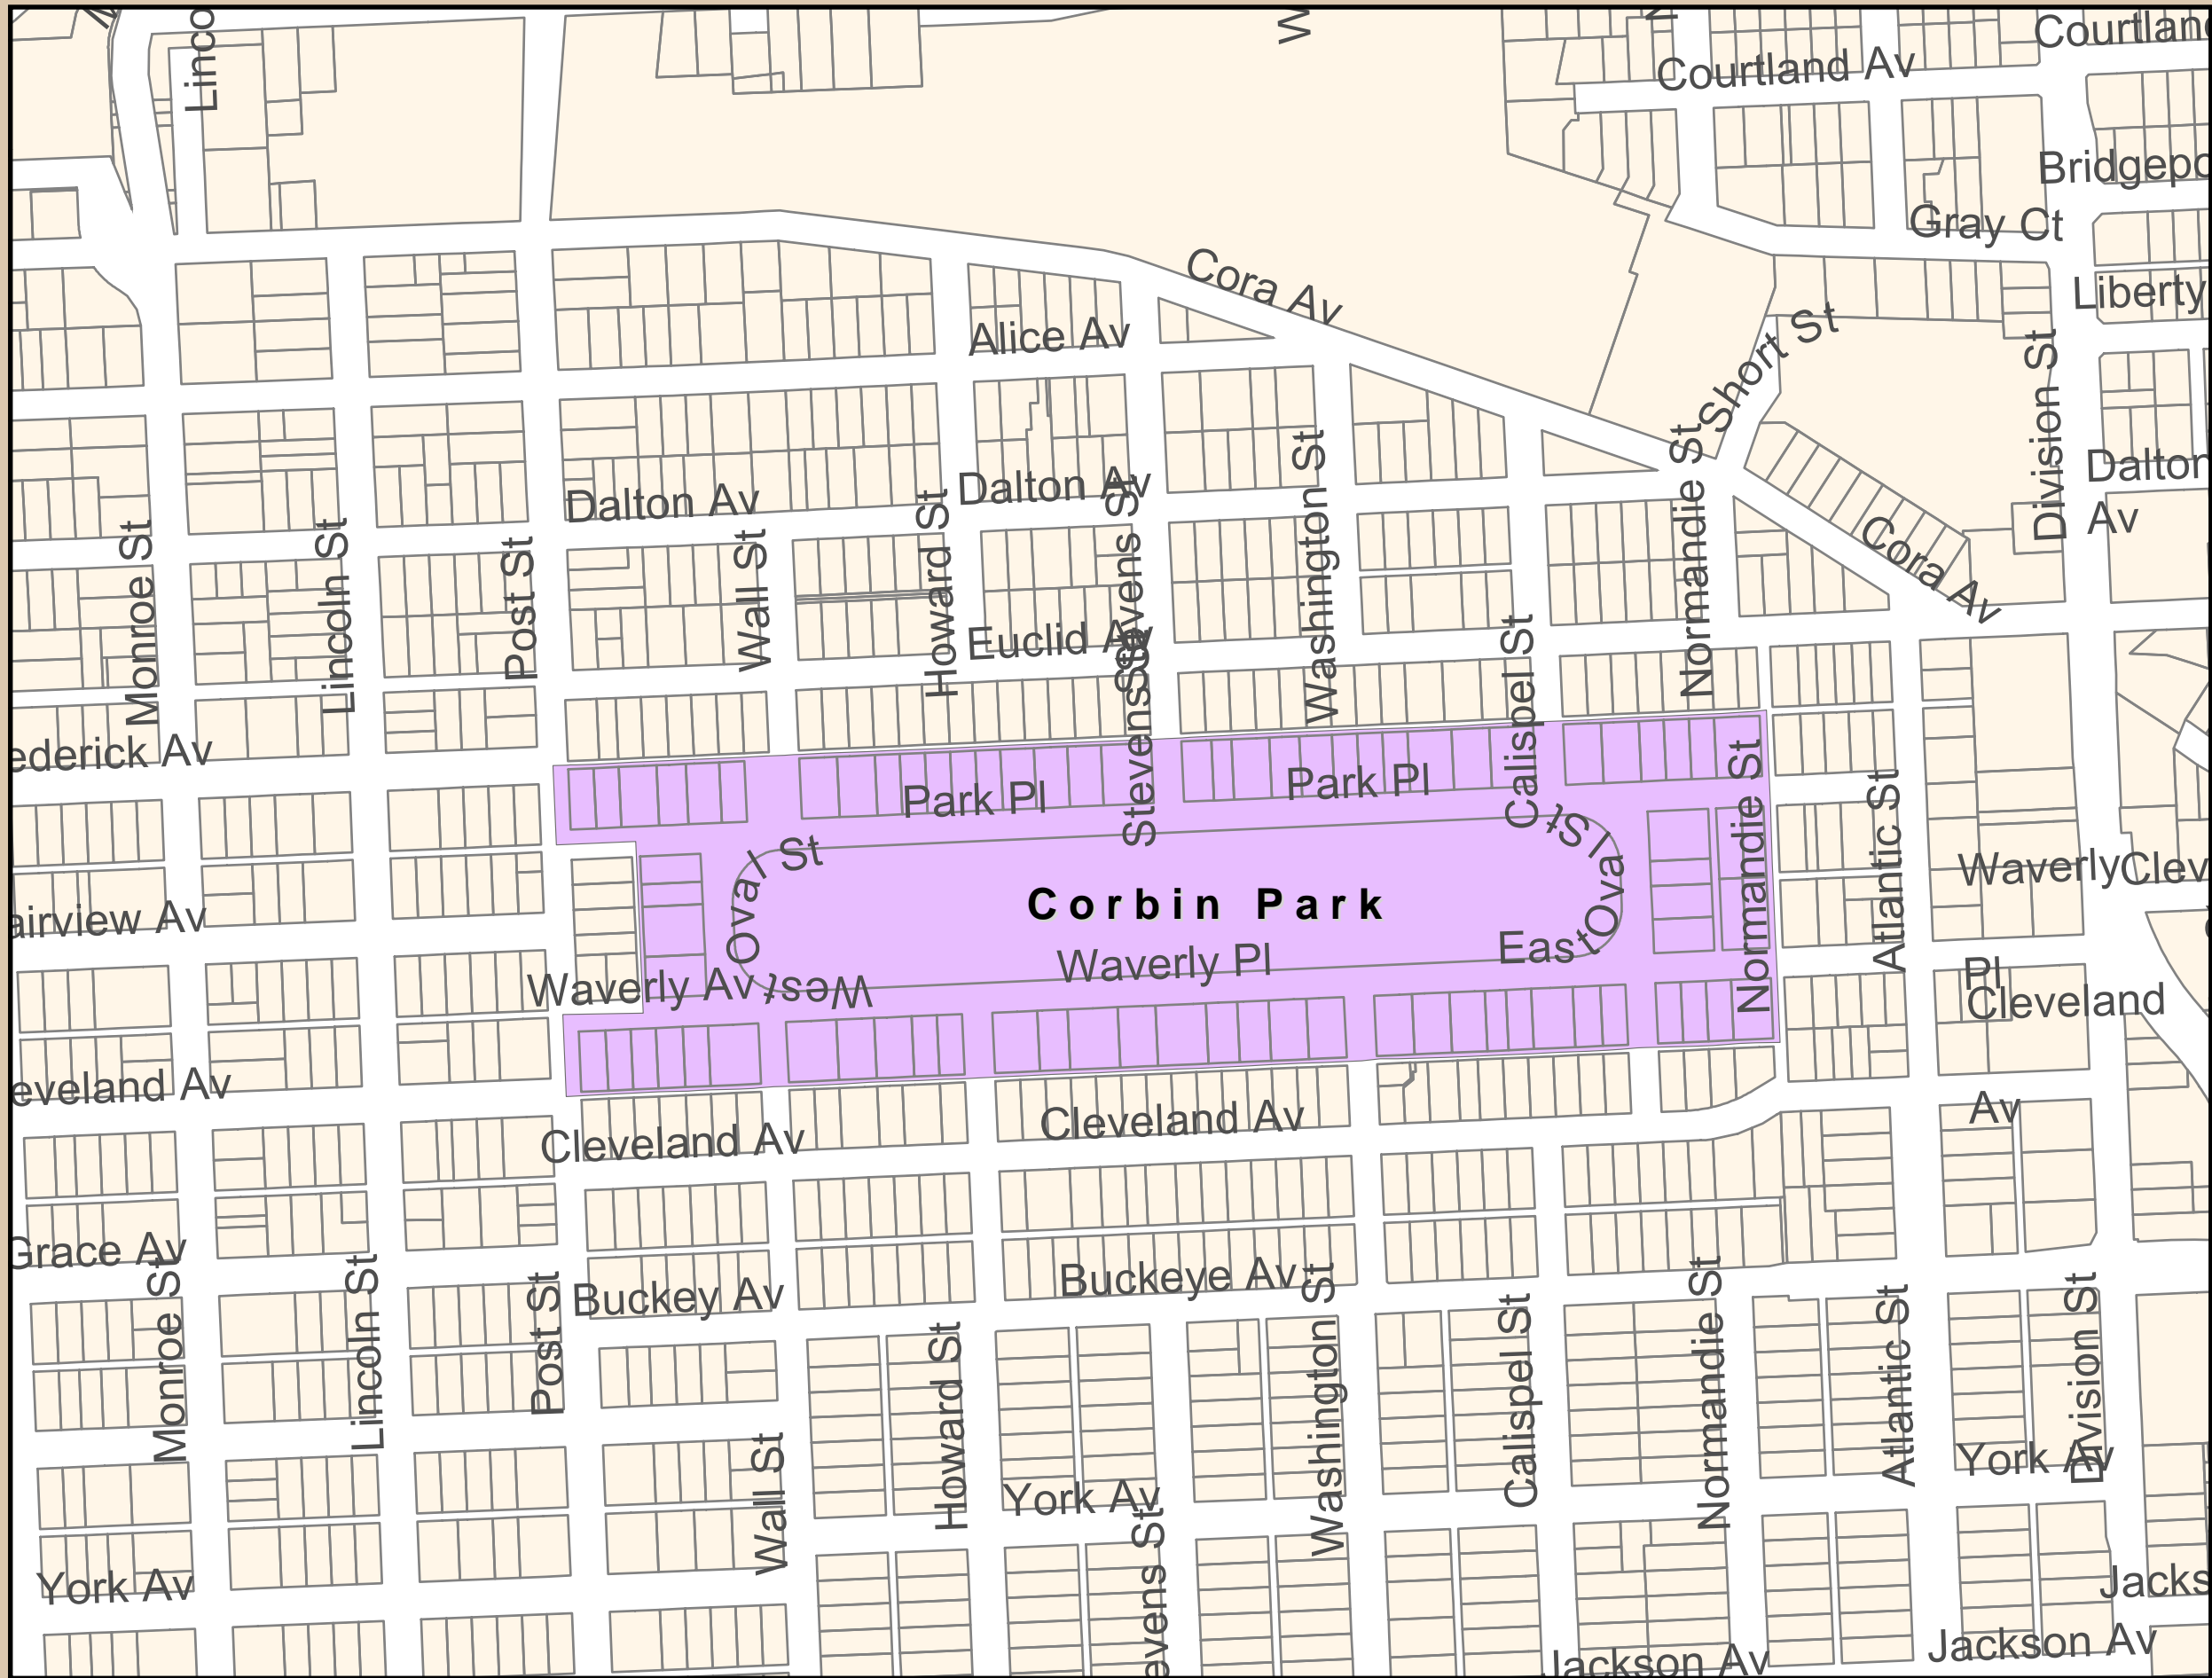 Linco
W
Courtland Av
Courtlan
Bridgepo
Gray Ct
Liberty
Cora Av
Alice Av
Short St
Division St
Dalton Av
Dalton Av
Dalton
Av
Monroe St
Lincoln St
Post St
Wall St
Howard St
Stevens St
Washington St
Normandie St
Cora Av
Euclid Av
Calispel St
Stevens St
ederick Av
Park Pl
Park Pl
Normandie St
Atlantic St
Oval St
Oval St
Corbin Park
Waverly
Clev
airview Av
East
Waverly Pl
Waverly Av
West
Pl
Cleveland
Av
eveland Av
Cleveland Av
Cleveland Av
Grace Av
Buckey Av
Buckeye Av
Monroe St
Lincoln St
Post St
Wall St
Howard St
Washington St
Calispel St
Normandie St
Atlantic St
Division St
York Av
York Av
York Av
evens St
Jacks
Jackson Av
Jackson Av